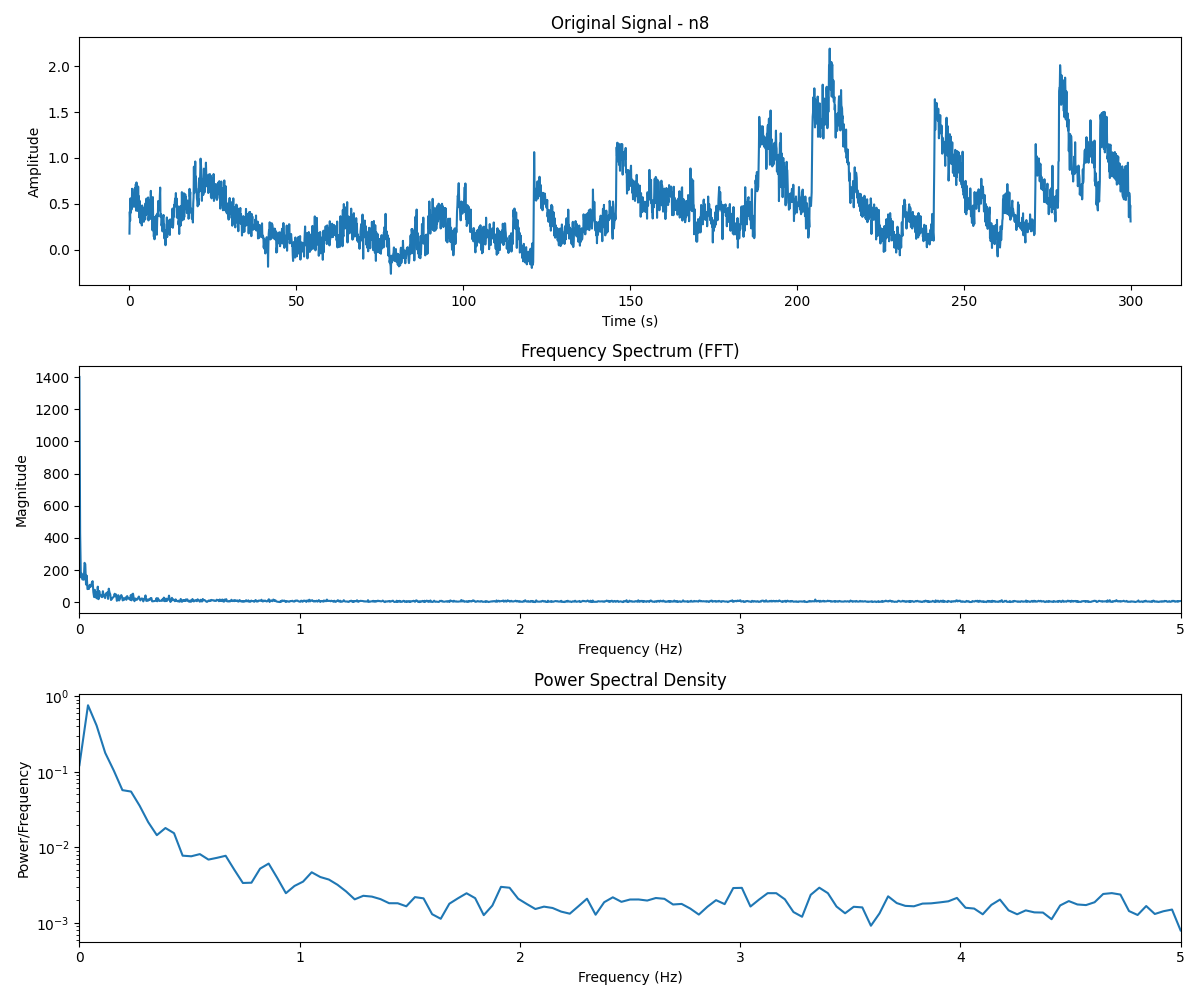 Original Signal - n8
Amplitude
2.0
1.5
1.0
0.5
0.0
0 50 100 150 200 250 300
Time (s)
Frequency Spectrum (FFT)
Magnitude
1400
1200
1000
800
600
400
200
0
0 1 2 3 4 5
Frequency (Hz)
Power Spectral Density
Power/Frequency
10⁰
10⁻¹
10⁻²
10⁻³
0 1 2 3 4 5
Frequency (Hz)